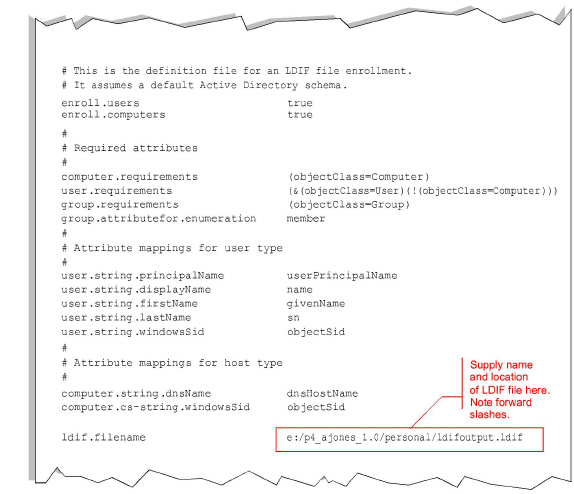 # This is the definition file for an LDIF file enrollment.
# It assumes a default Active Directory schema.
enroll.users true
enroll.computers true
#
# Required attributes
#
computer.requirements (objectClass=Computer)
user.requirements (&(objectClass=User)(!(objectClass=Computer)))
group.requirements (objectClass=Group)
group.attributefor.enumeration member
#
# Attribute mappings for user type
#
user.string.principalName userPrincipalName
user.string.displayName name
user.string.firstName givenName
user.string.lastName sn
user.string.windowsSid objectSid
#
# Attribute mappings for host type
#
computer.string.dnsName dnsHostName
computer.cs-string.windowsSid objectSid
Supply name
and location
of LDIF file here.
Note forward
slashes.
ldif.filename e:/p4_ajones_1.0/personal/ldifoutput.ldif